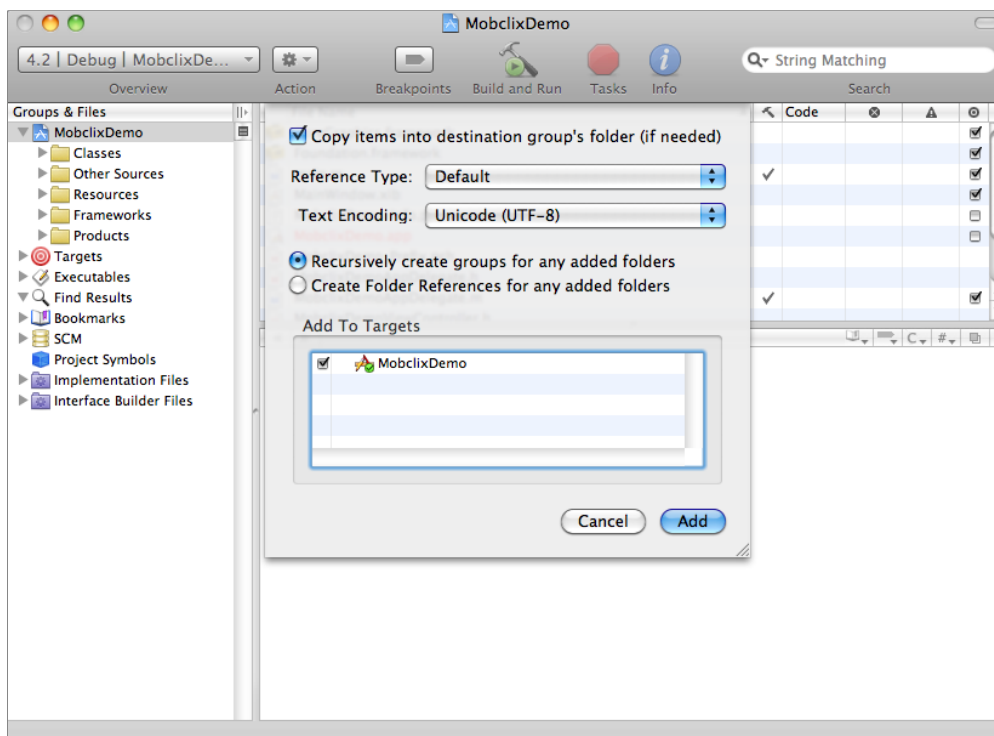 MobclixDemo
4.2 | Debug | MobclixDe...
String Matching
Overview
Action
Breakpoints
Build and Run
Tasks
Info
Search
Groups & Files
Code
MobclixDemo
Classes
Other Sources
Resources
Frameworks
Products
Targets
Executables
Find Results
Bookmarks
SCM
Project Symbols
Implementation Files
Interface Builder Files
Copy items into destination group's folder (if needed)
Reference Type: Default
Text Encoding: Unicode (UTF-8)
Recursively create groups for any added folders
Create Folder References for any added folders
Add To Targets
MobclixDemo
Cancel
Add
C
#